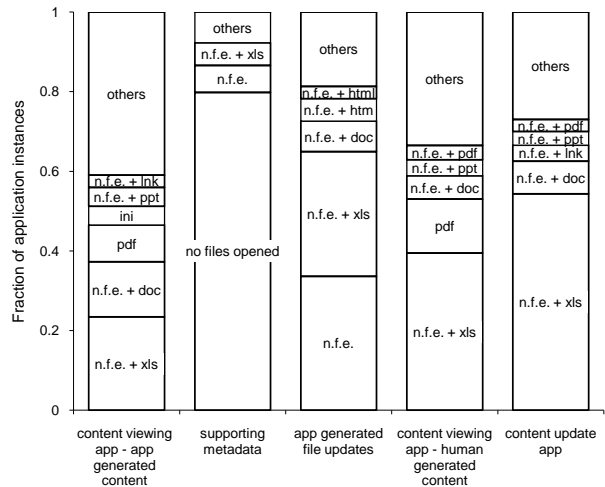 Fraction of application instances
1
0.8
0.6
0.4
0.2
0
others
n.f.e. + lnk
n.f.e. + ppt
ini
pdf
n.f.e. + doc
n.f.e. + xls
others
n.f.e. + xls
n.f.e.
no files opened
others
n.f.e. + html
n.f.e. + htm
n.f.e. + doc
n.f.e. + xls
n.f.e.
others
n.f.e. + pdf
n.f.e. + ppt
n.f.e. + doc
pdf
n.f.e. + xls
others
n.f.e. + pdf
n.f.e. + ppt
n.f.e. + lnk
n.f.e. + doc
n.f.e. + xls
content viewing
app - app
generated
content
supporting
metadata
app generated
file updates
content viewing
app - human
generated
content
content update
app